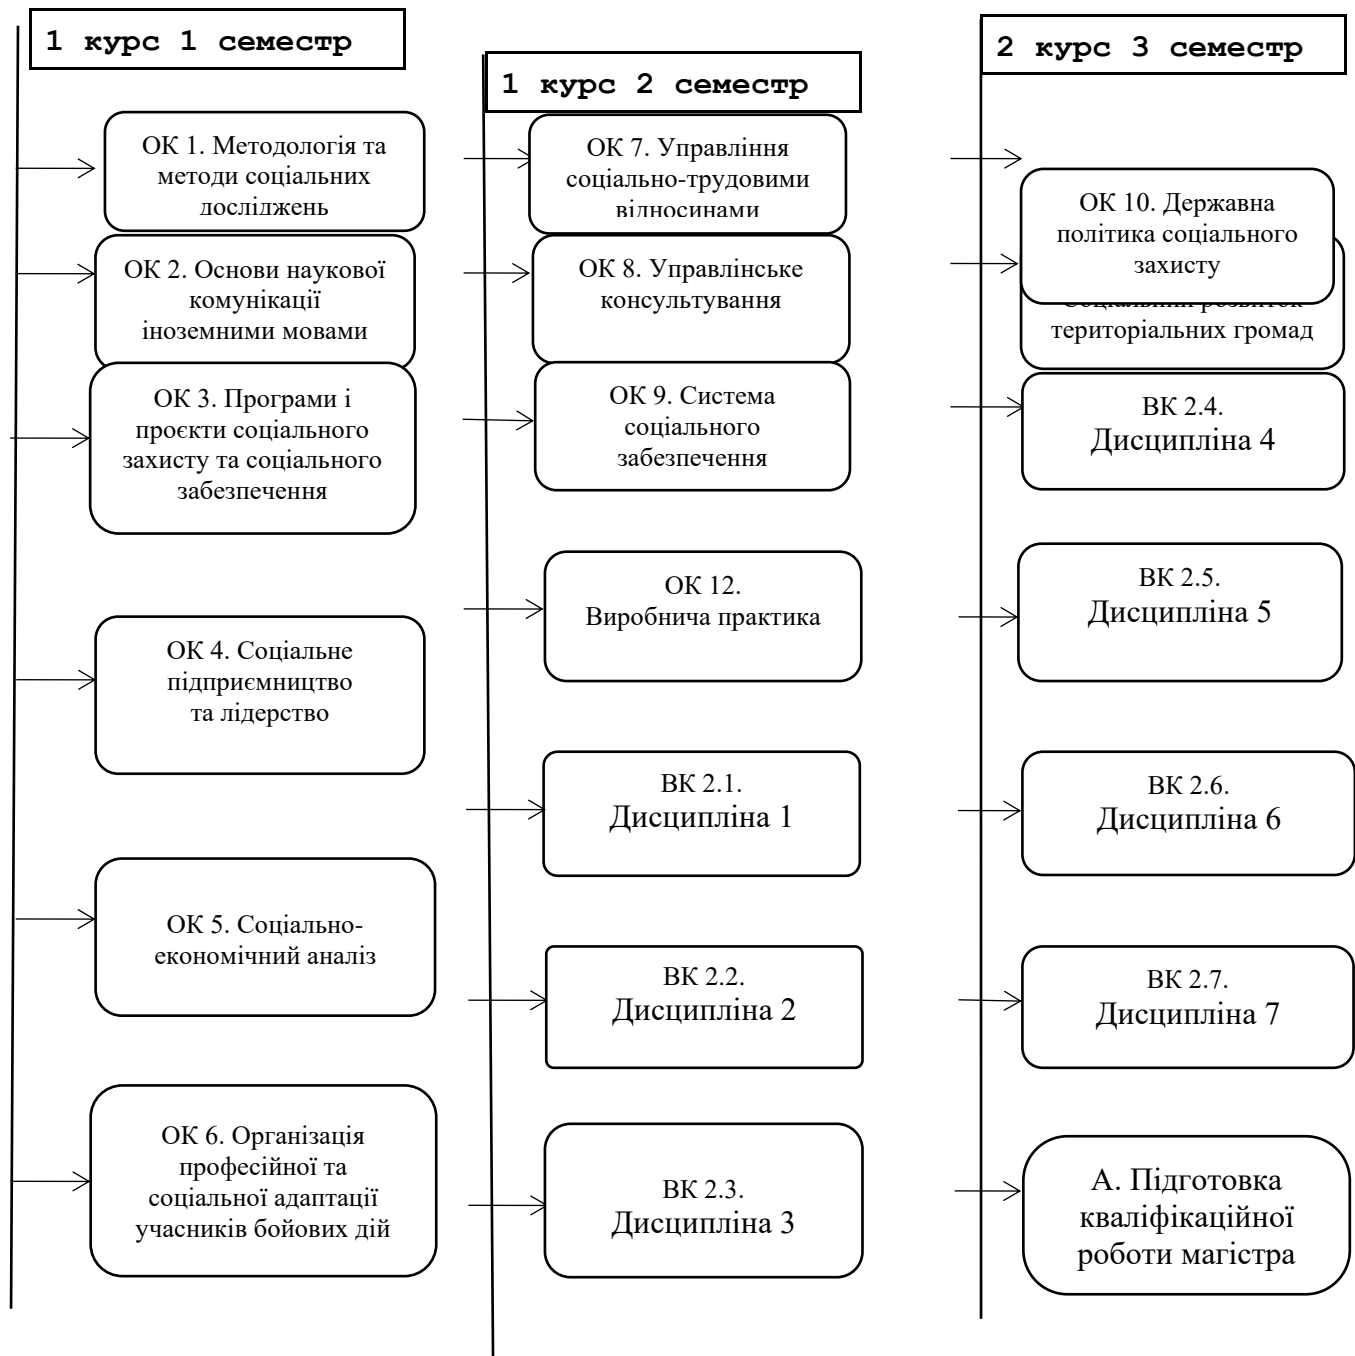 1 курс 1 семестр
ОК 1. Методологія та
методи соціальних
досліджень
ОК 2. Основи наукової
комунікації
іноземними мовами
ОК 3. Програми і
проєкти соціального
захисту та соціального
забезпечення
ОК 4. Соціальне
підприємництво
та лідерство
ОК 5. Соціально-
економічний аналіз
ОК 6. Організація
професійної та
соціальної адаптації
учасників бойових дій
1 курс 2 семестр
ОК 7. Управління
соціально-трудовими
відносинами
ОК 8. Управлінське
консультування
ОК 9. Система
соціального
забезпечення
ОК 12.
Виробнича практика
ВК 2.1.
Дисципліна 1
ВК 2.2.
Дисципліна 2
ВК 2.3.
Дисципліна 3
2 курс 3 семестр
ОК 10. Державна
політика соціального
захисту
Соціальний розвиток
територіальних громад
ВК 2.4.
Дисципліна 4
ВК 2.5.
Дисципліна 5
ВК 2.6.
Дисципліна 6
ВК 2.7.
Дисципліна 7
А. Підготовка
кваліфікаційної
роботи магістра